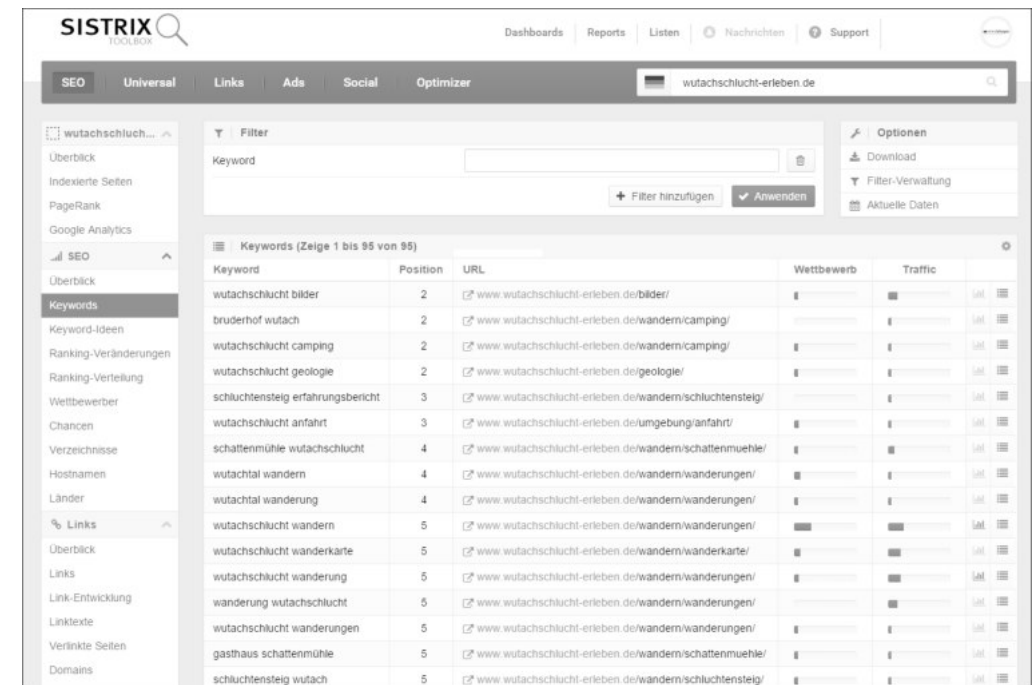 SISTRIX
TOOLBOX
Dashboards Reports Listen Nachrichten Support
SEO Universal Links Ads Social Optimizer wutachschlucht-erleben.de
wutachschluch...
Überblick
Indexierte Seiten
PageRank
Google Analytics
SEO
Überblick
Keywords
Keyword-Ideen
Ranking-Veränderungen
Ranking-Verteilung
Wettbewerber
Chancen
Verzeichnisse
Hostnamen
Länder
Links
Überblick
Links
Link-Entwicklung
Linktexte
Verlinkte Seiten
Domains
Filter
Keyword
Filter hinzufügen Anwenden
Optionen
Download
Filter-Verwaltung
Aktuelle Daten
Keywords (Zeige 1 bis 95 von 95)
Keyword Position URL Wettbewerb Traffic
wutachschlucht bilder 2 www.wutachschlucht-erleben.de/bilder/
bruderhof wutach 2 www.wutachschlucht-erleben.de/wandern/camping/
wutachschlucht camping 2 www.wutachschlucht-erleben.de/wandern/camping/
wutachschlucht geologie 2 www.wutachschlucht-erleben.de/geologie/
schluchtensteig erfahrungsbericht 3 www.wutachschlucht-erleben.de/wandern/schluchtensteig/
wutachschlucht anfahrt 3 www.wutachschlucht-erleben.de/umgebung/anfahrt/
schattenmühle wutachschlucht 4 www.wutachschlucht-erleben.de/wandern/schattenmuehle/
wutachtal wandern 4 www.wutachschlucht-erleben.de/wandern/wanderungen/
wutachtal wanderung 4 www.wutachschlucht-erleben.de/wandern/wanderungen/
wutachschlucht wandern 5 www.wutachschlucht-erleben.de/wandern/wanderungen/
wutachschlucht wanderkarte 5 www.wutachschlucht-erleben.de/wandern/wanderkarte/
wutachschlucht wanderung 5 www.wutachschlucht-erleben.de/wandern/wanderungen/
wanderung wutachschlucht 5 www.wutachschlucht-erleben.de/wandern/wanderungen/
wutachschlucht wanderungen 5 www.wutachschlucht-erleben.de/wandern/wanderungen/
gasthaus schattenmühle 5 www.wutachschlucht-erleben.de/wandern/schattenmuehle/
schluchtensteig wutach 5 www.wutachschlucht-erleben.de/wandern/schluchtensteig/